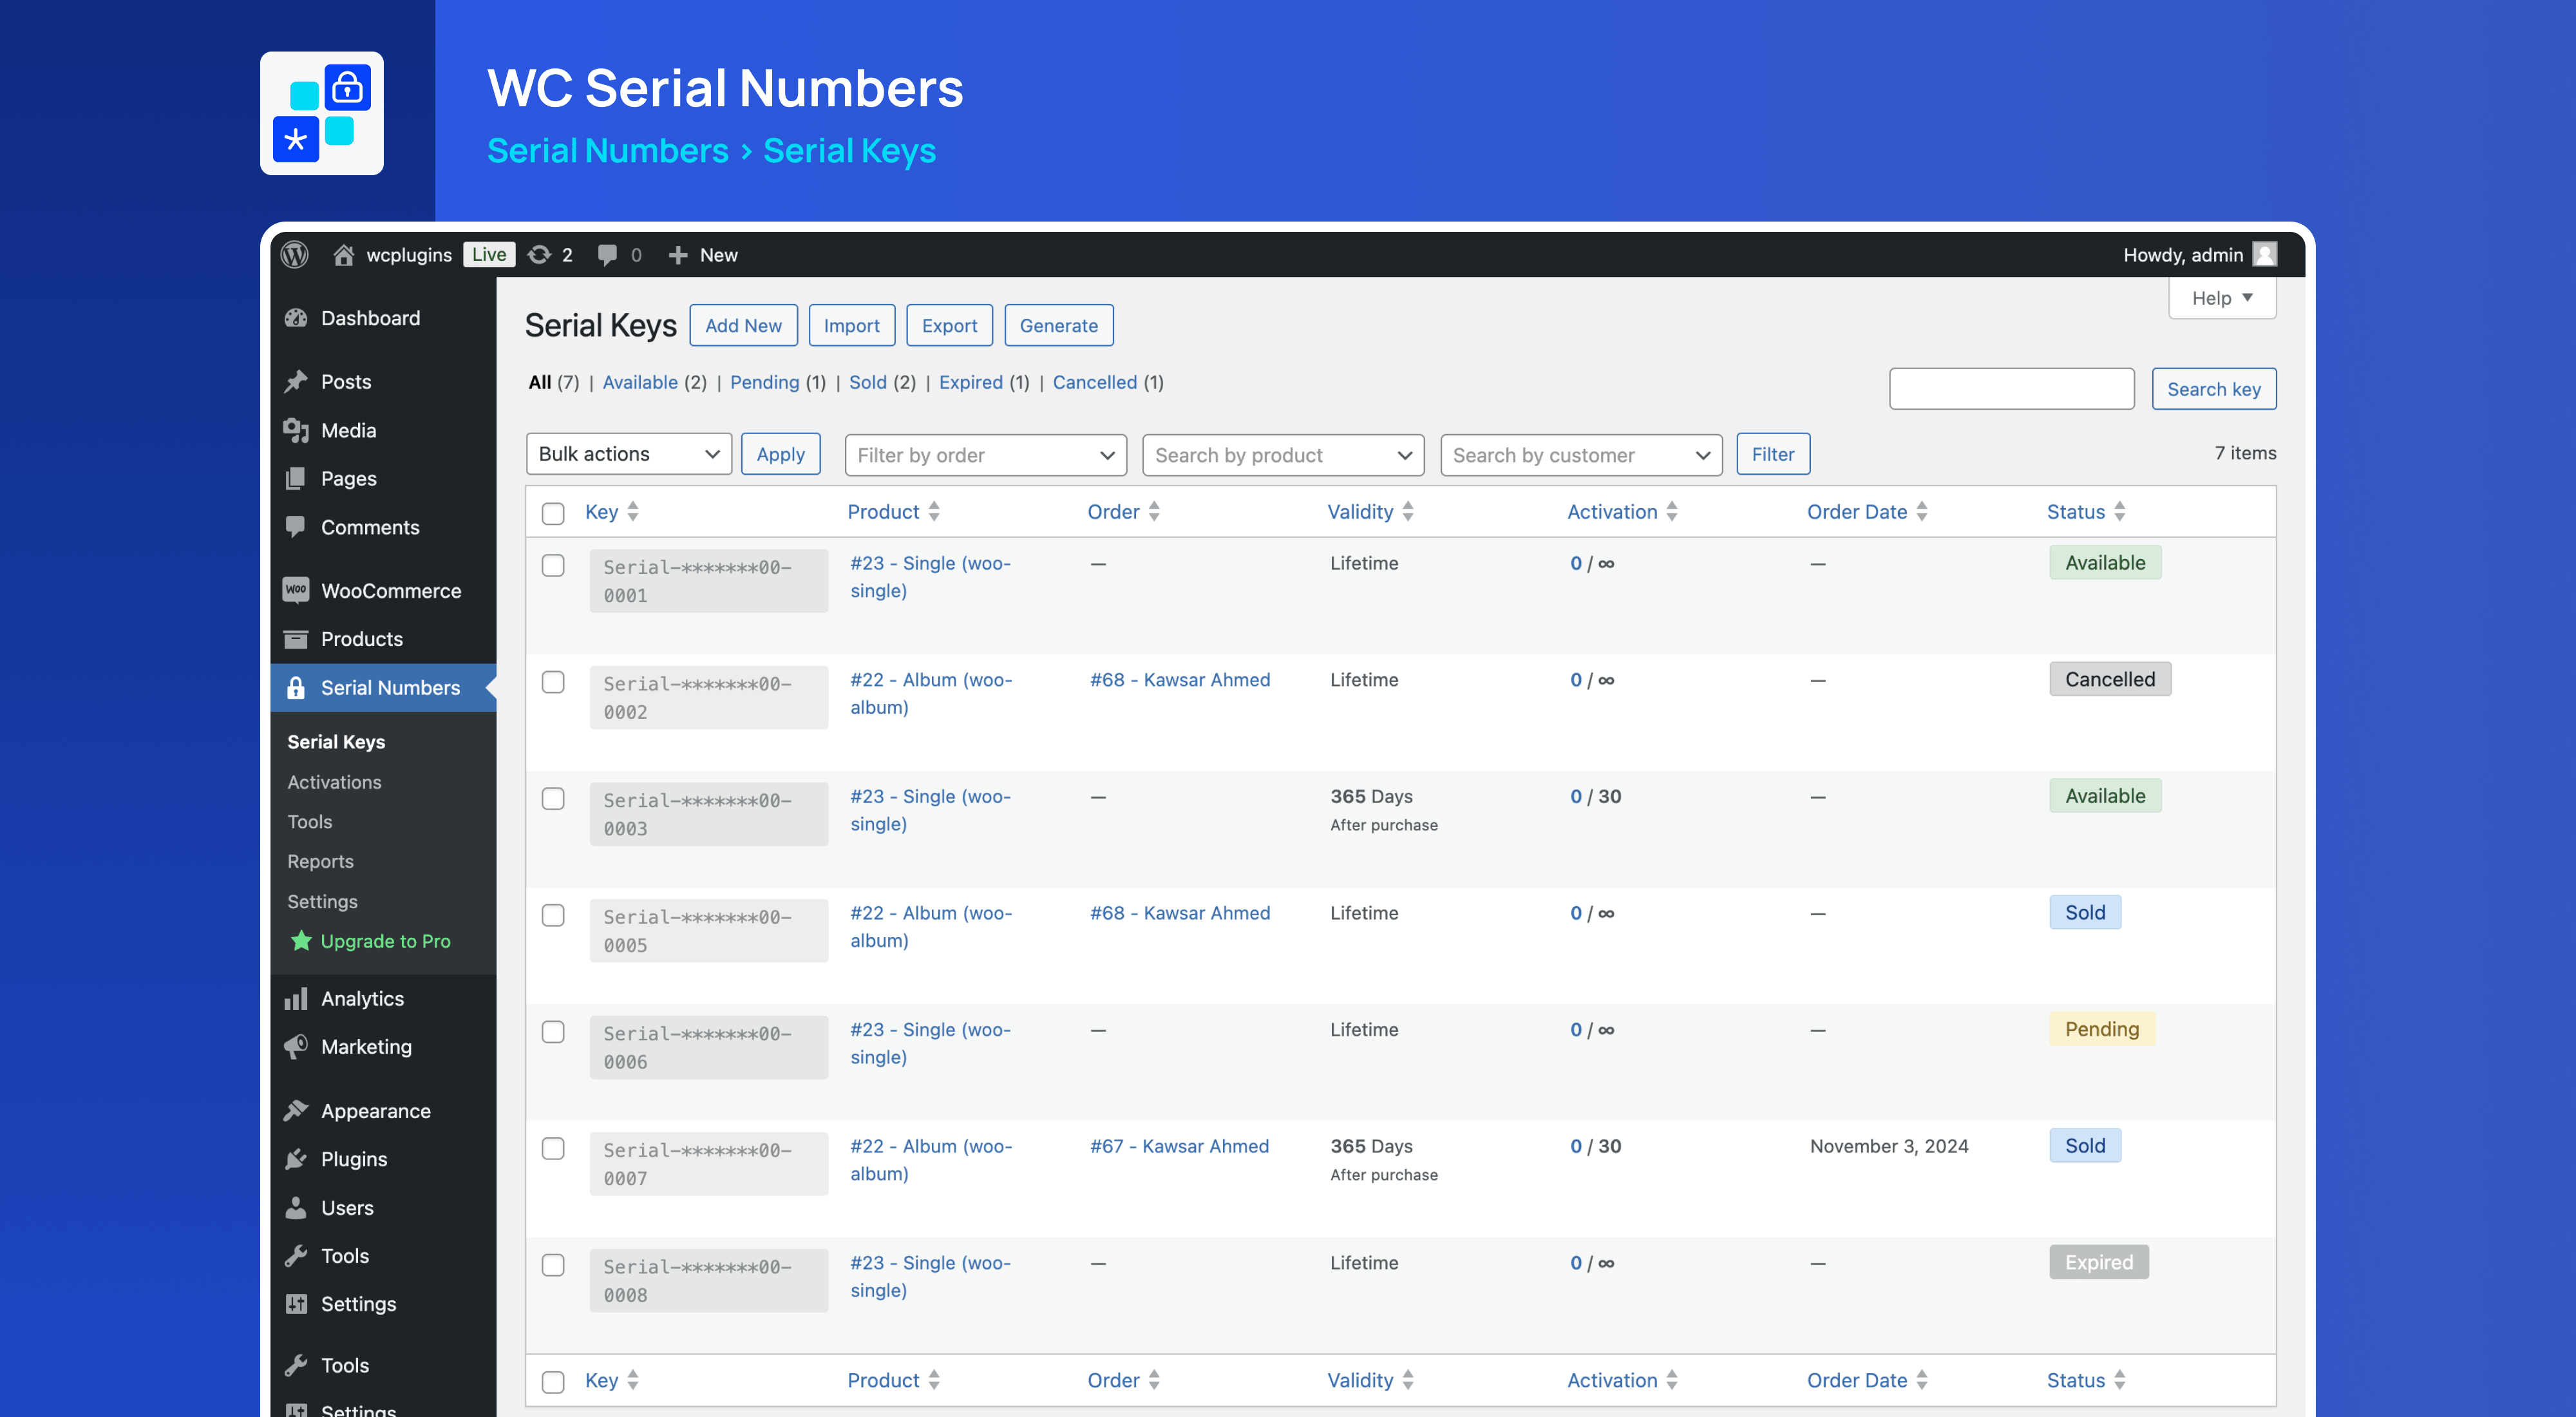 WC Serial Numbers
Serial Numbers > Serial Keys
wcplugins Live 2 0 + New Howdy, admin
Help
Dashboard
Posts
Media
Pages
Comments
WooCommerce
Products
Serial Numbers
Serial Keys
Activations
Tools
Reports
Settings
Upgrade to Pro
Analytics
Marketing
Appearance
Plugins
Users
Tools
Settings
Tools
Settings
Serial Keys Add New Import Export Generate
All (7) | Available (2) | Pending (1) | Sold (2) | Expired (1) | Cancelled (1)
Search key
Bulk actions Apply Filter by order Search by product Search by customer Filter 7 items
Key Product Order Validity Activation Order Date Status
Serial-*******00- #23 - Single (woo- — Lifetime 0 / ∞ — Available
0001 single)
Serial-*******00- #22 - Album (woo- #68 - Kawsar Ahmed Lifetime 0 / ∞ — Cancelled
0002 album)
Serial-*******00- #23 - Single (woo- — 365 Days 0 / 30 — Available
0003 single) After purchase
Serial-*******00- #22 - Album (woo- #68 - Kawsar Ahmed Lifetime 0 / ∞ — Sold
0005 album)
Serial-*******00- #23 - Single (woo- — Lifetime 0 / ∞ — Pending
0006 single)
Serial-*******00- #22 - Album (woo- #67 - Kawsar Ahmed 365 Days 0 / 30 November 3, 2024 Sold
0007 album) After purchase
Serial-*******00- #23 - Single (woo- — Lifetime 0 / ∞ — Expired
0008 single)
Key Product Order Validity Activation Order Date Status